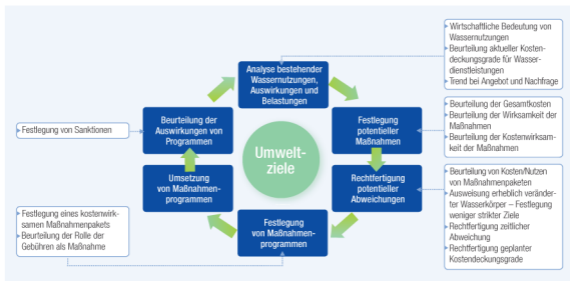 Analyse bestehender
Wassernutzungen,
Auswirkungen und
Belastungen
Wirtschaftliche Bedeutung von
Wassernutzungen
Beurteilung aktueller Kosten-
deckungsgrade für Wasser-
dienstleistungen
Trend bei Angebot und Nachfrage
Festlegung
potentieller
Maßnahmen
Beurteilung der Gesamtkosten
Beurteilung der Wirksamkeit der
Maßnahmen
Beurteilung der Kostenwirksam-
keit der Maßnahmen
Rechtfertigung
potentieller
Abweichungen
Beurteilung von Kosten/Nutzen
von Maßnahmenpaketen
Ausweisung erheblich veränder-
ter Wasserkörper – Festlegung
weniger strikter Ziele
Rechtfertigung zeitlicher
Abweichung
Rechtfertigung geplanter
Kostendeckungsgrade
Festlegung
von Maßnahmen-
programmen
Festlegung eines kostenwirk-
samen Maßnahmenpakets
Beurteilung der Rolle der
Gebühren als Maßnahme
Umsetzung
von Maßnahmen-
programmen
Beurteilung der
Auswirkungen von
Programmen
Festlegung von Sanktionen
Umwelt-
ziele